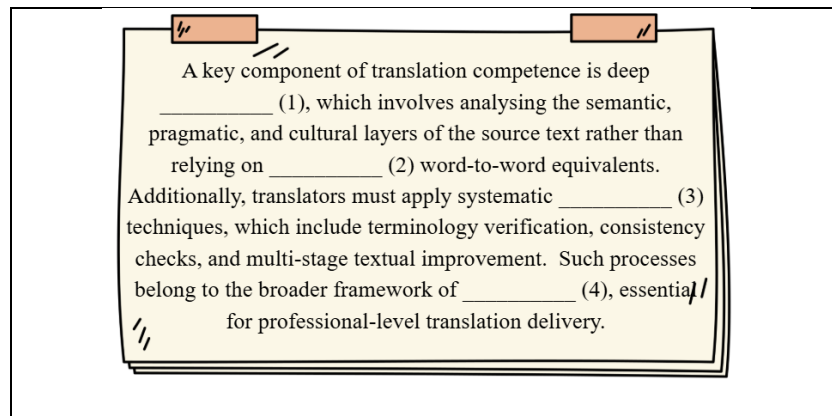 A key component of translation competence is deep
__________ (1), which involves analysing the semantic,
pragmatic, and cultural layers of the source text rather than
relying on __________ (2) word-to-word equivalents.
Additionally, translators must apply systematic __________ (3)
techniques, which include terminology verification, consistency
checks, and multi-stage textual improvement.  Such processes
belong to the broader framework of __________ (4), essential
for professional-level translation delivery.